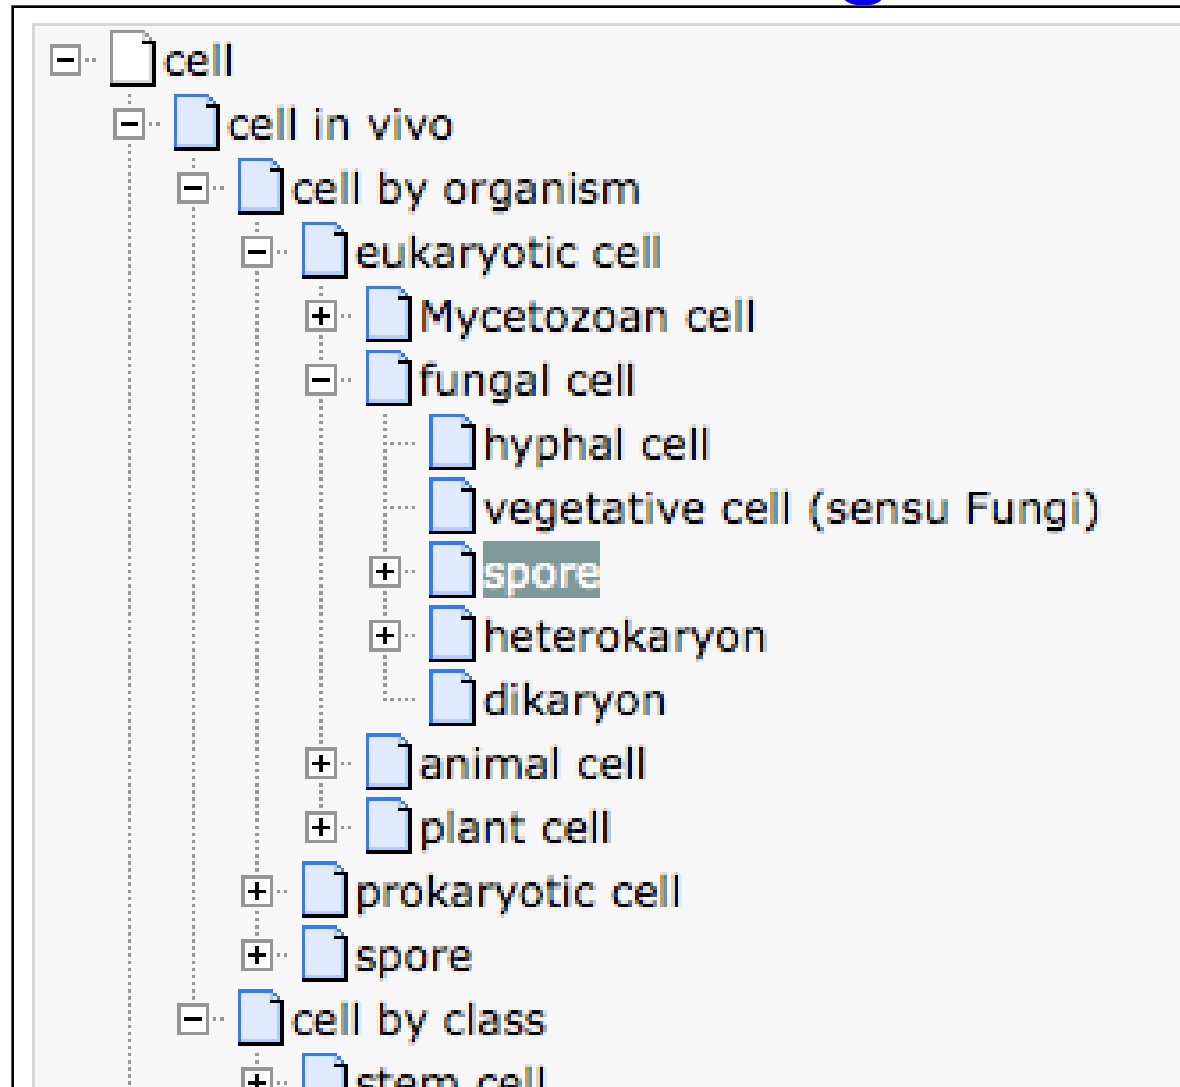 cell
cell in vivo
cell by organism
eukaryotic cell
Mycetozoan cell
fungal cell
hyphal cell
vegetative cell (sensu Fungi)
spore
heterokaryon
dikaryon
animal cell
plant cell
prokaryotic cell
spore
cell by class
stem cell